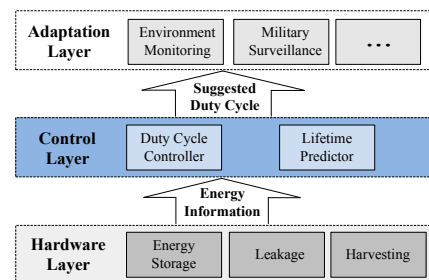 Adaptation
Layer
Environment
Monitoring
Military
Surveillance
...
Suggested
Duty Cycle
Control
Layer
Duty Cycle
Controller
Lifetime
Predictor
Energy
Information
Hardware
Layer
Energy
Storage
Leakage
Harvesting